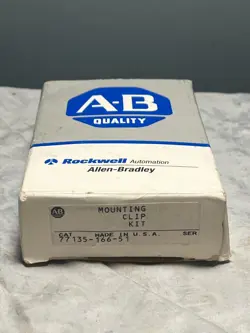 A-B
QUALITY
Rockwell Automation
Allen-Bradley
AB
MOUNTING
CLIP
KIT
CAT MADE IN U.S.A. SER
77135-166-51